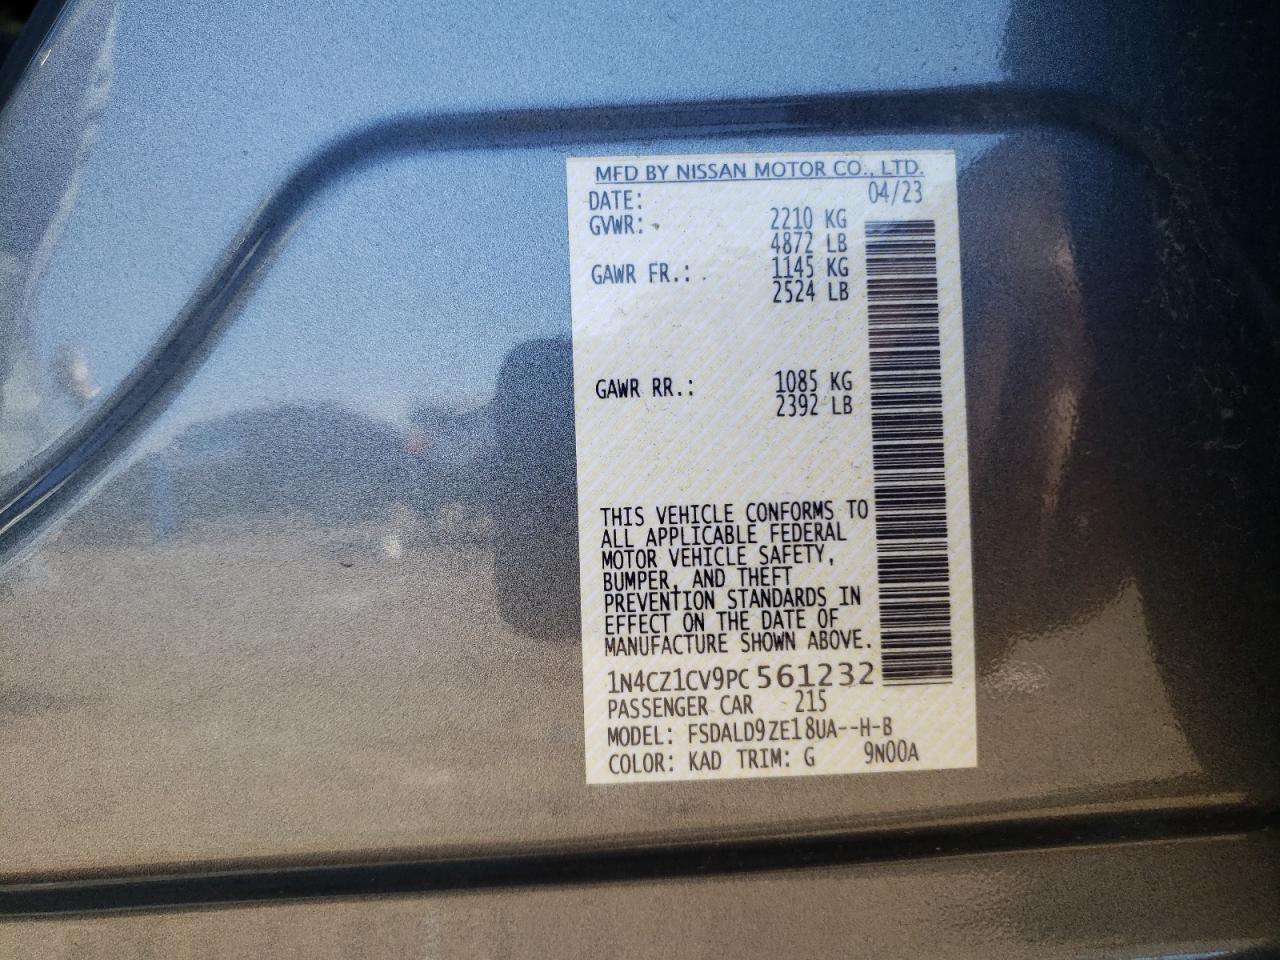 MFD BY NISSAN MOTOR CO., LTD.
DATE: 04/23
GVWR: 2210 KG
4872 LB
GAWR FR.: 1145 KG
2524 LB
GAWR RR.: 1085 KG
2392 LB
THIS VEHICLE CONFORMS TO
ALL APPLICABLE FEDERAL
MOTOR VEHICLE SAFETY,
BUMPER, AND THEFT
PREVENTION STANDARDS IN
EFFECT ON THE DATE OF
MANUFACTURE SHOWN ABOVE.
1N4CZ1CV9PC561232
PASSENGER CAR 215
MODEL: FSDALD9ZE18UA--H-B
COLOR: KAD TRIM: G 9N00A